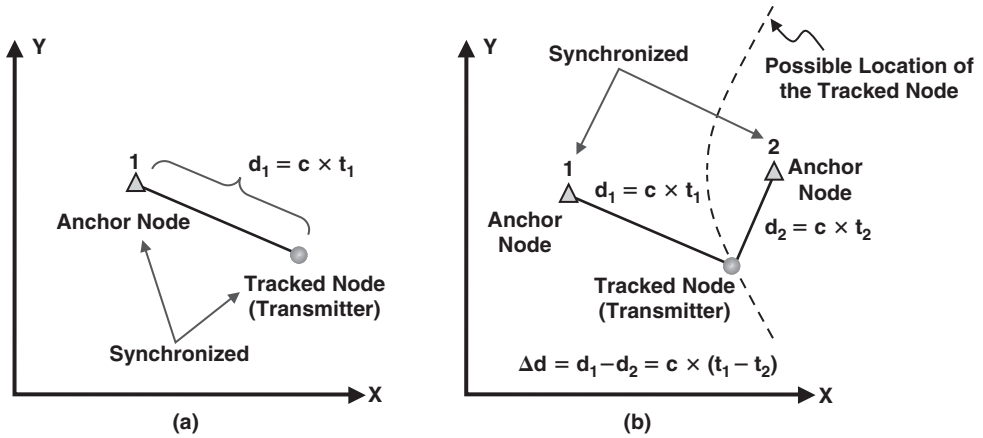 Y
1
d₁ = c × t₁
Anchor Node
Tracked Node
(Transmitter)
Synchronized
X
(a)
Y
Synchronized
Possible Location of
the Tracked Node
1
2
Anchor
Node
d₁ = c × t₁
Anchor
Node
d₂ = c × t₂
Tracked Node
(Transmitter)
Δd = d₁−d₂ = c × (t₁−t₂)
X
(b)